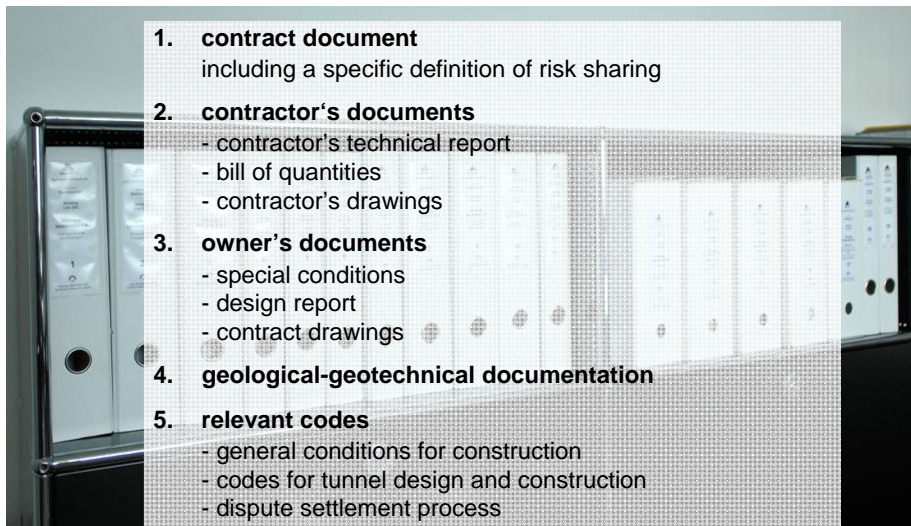 1. contract document
including a specific definition of risk sharing
2. contractor‘s documents
- contractor’s technical report
- bill of quantities
- contractor’s drawings
3. owner’s documents
- special conditions
- design report
- contract drawings
4. geological-geotechnical documentation
5. relevant codes
- general conditions for construction
- codes for tunnel design and construction
- dispute settlement process